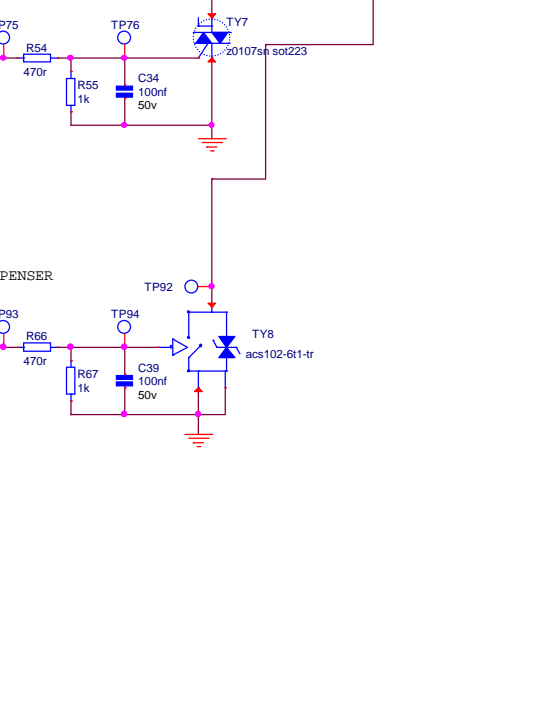 P75
TP76
TY7
R54
z0107sn sot223
470r
R55
1k
C34
100nf
50v
PENSER
TP92
P93
TP94
R66
TY8
acs102-6t1-tr
470r
R67
1k
C39
100nf
50v